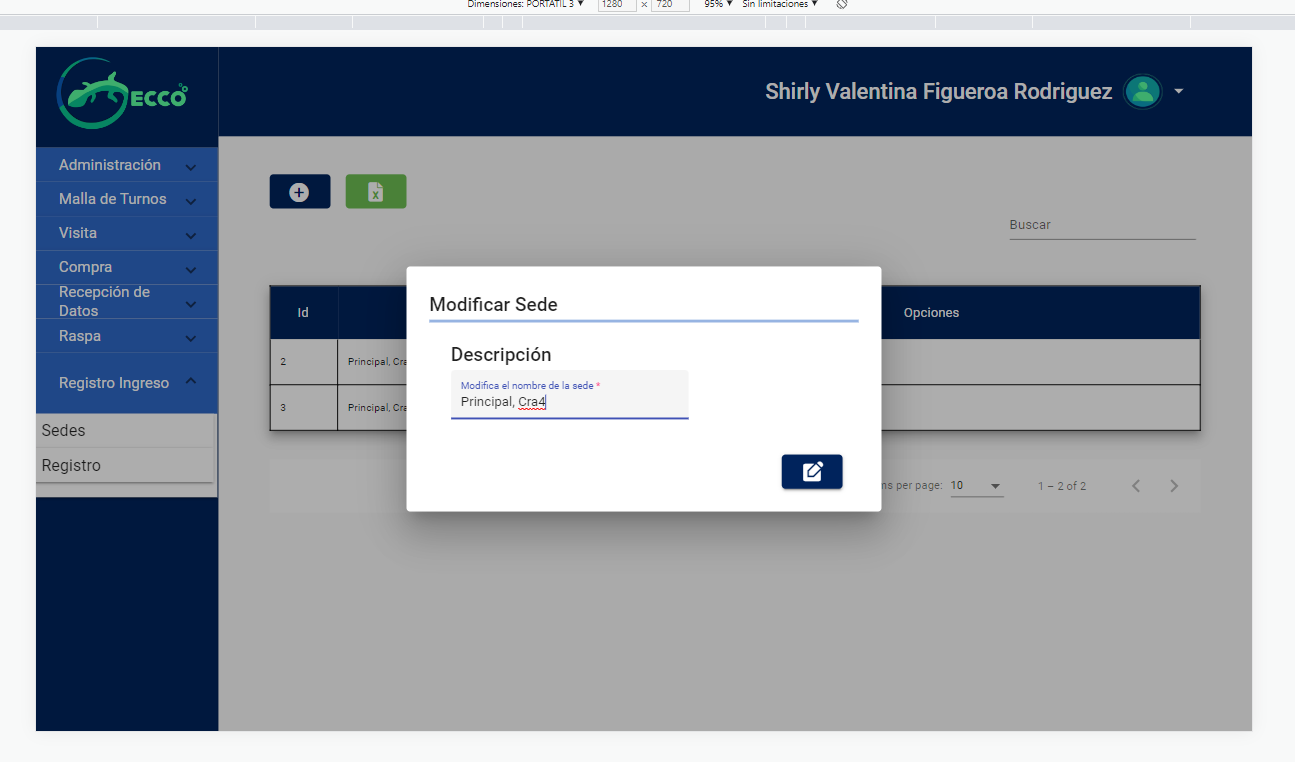 Dimensiones: PORTATIL 3 ▼ 1280 × 720 95% ▼ Sin limitaciones ▼
ECCO
Shirly Valentina Figueroa Rodriguez
Administración
Malla de Turnos
Visita
Compra
Recepción de
Datos
Raspa
Registro Ingreso
Sedes
Registro
Buscar
Id
Opciones
2 Principal, Cra
3 Principal, Cra
Modificar Sede
Descripción
Modifica el nombre de la sede *
Principal, Cra4
per page: 10
1 – 2 of 2